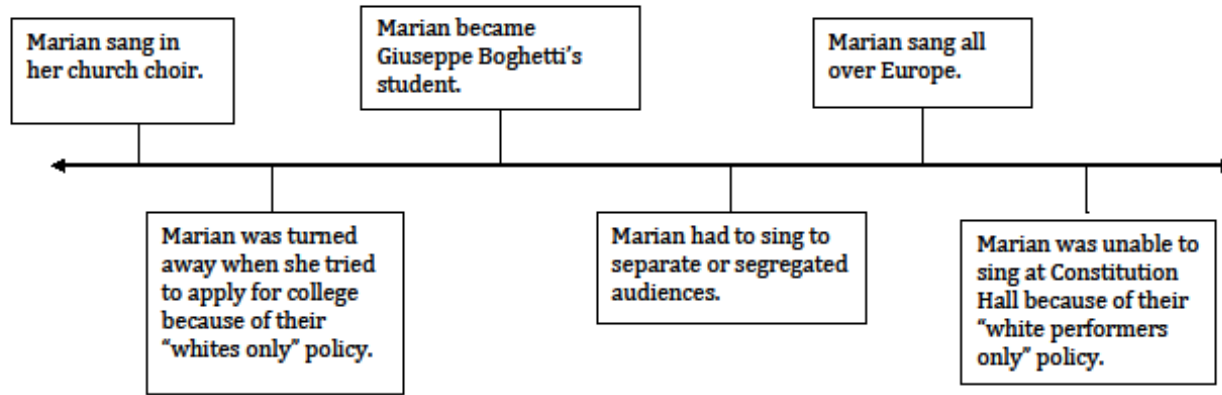 Marian sang in
her church choir.
Marian was turned
away when she tried
to apply for college
because of their
“whites only” policy.
Marian became
Giuseppe Boghetti’s
student.
Marian had to sing to
separate or segregated
audiences.
Marian sang all
over Europe.
Marian was unable to
sing at Constitution
Hall because of their
“white performers
only” policy.